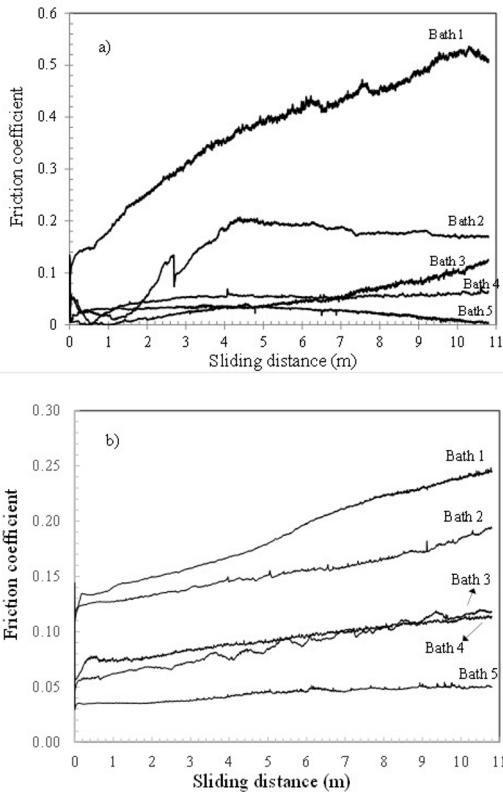 a)
Friction coefficient
0.6
0.5
0.4
0.3
0.2
0.1
0
Bath 1
Bath 2
Bath 3
Bath 4
Bath 5
0 1 2 3 4 5 6 7 8 9 10 11
Sliding distance (m)
b)
Friction coefficient
0.30
0.25
0.20
0.15
0.10
0.05
0.00
Bath 1
Bath 2
Bath 3
Bath 4
Bath 5
0 1 2 3 4 5 6 7 8 9 10 11
Sliding distance (m)